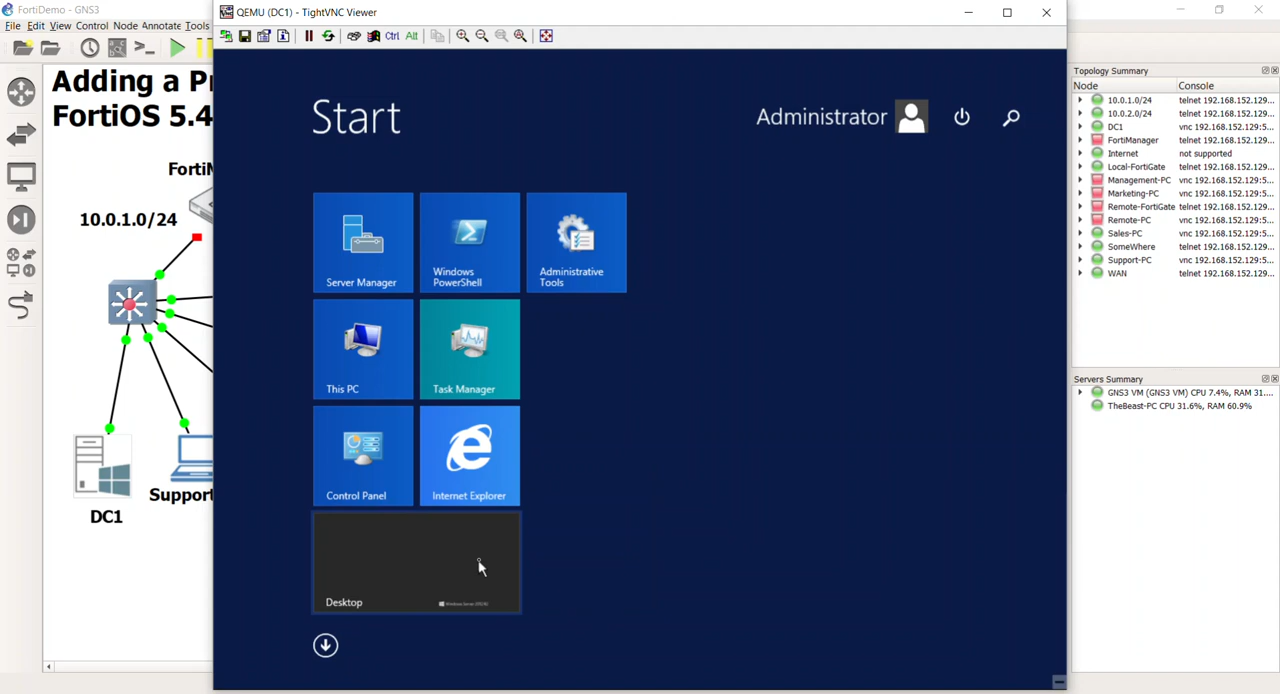 FortiDemo - GNS3
File Edit View Control Node Annotate Tools
Adding a Pr
FortiOS 5.4
FortiM
10.0.1.0/24
Support
DC1
QEMU (DC1) - TightVNC Viewer
Ctrl Alt
Start
Administrator
Server Manager
Windows PowerShell
Administrative Tools
This PC
Task Manager
Control Panel
Internet Explorer
Desktop
Topology Summary
Node Console
10.0.1.0/24 telnet 192.168.152.129...
10.0.2.0/24 telnet 192.168.152.129...
DC1 vnc 192.168.152.129:5...
FortiManager telnet 192.168.152.129...
Internet not supported
Local-FortiGate telnet 192.168.152.129...
Management-PC vnc 192.168.152.129:5...
Marketing-PC vnc 192.168.152.129:5...
Remote-FortiGate telnet 192.168.152.129...
Remote-PC vnc 192.168.152.129:5...
Sales-PC vnc 192.168.152.129:5...
SomeWhere telnet 192.168.152.129...
Support-PC vnc 192.168.152.129:5...
WAN telnet 192.168.152.129...
Servers Summary
GNS3 VM (GNS3 VM) CPU 7.4%, RAM 31....
TheBeast-PC CPU 31.6%, RAM 60.9%